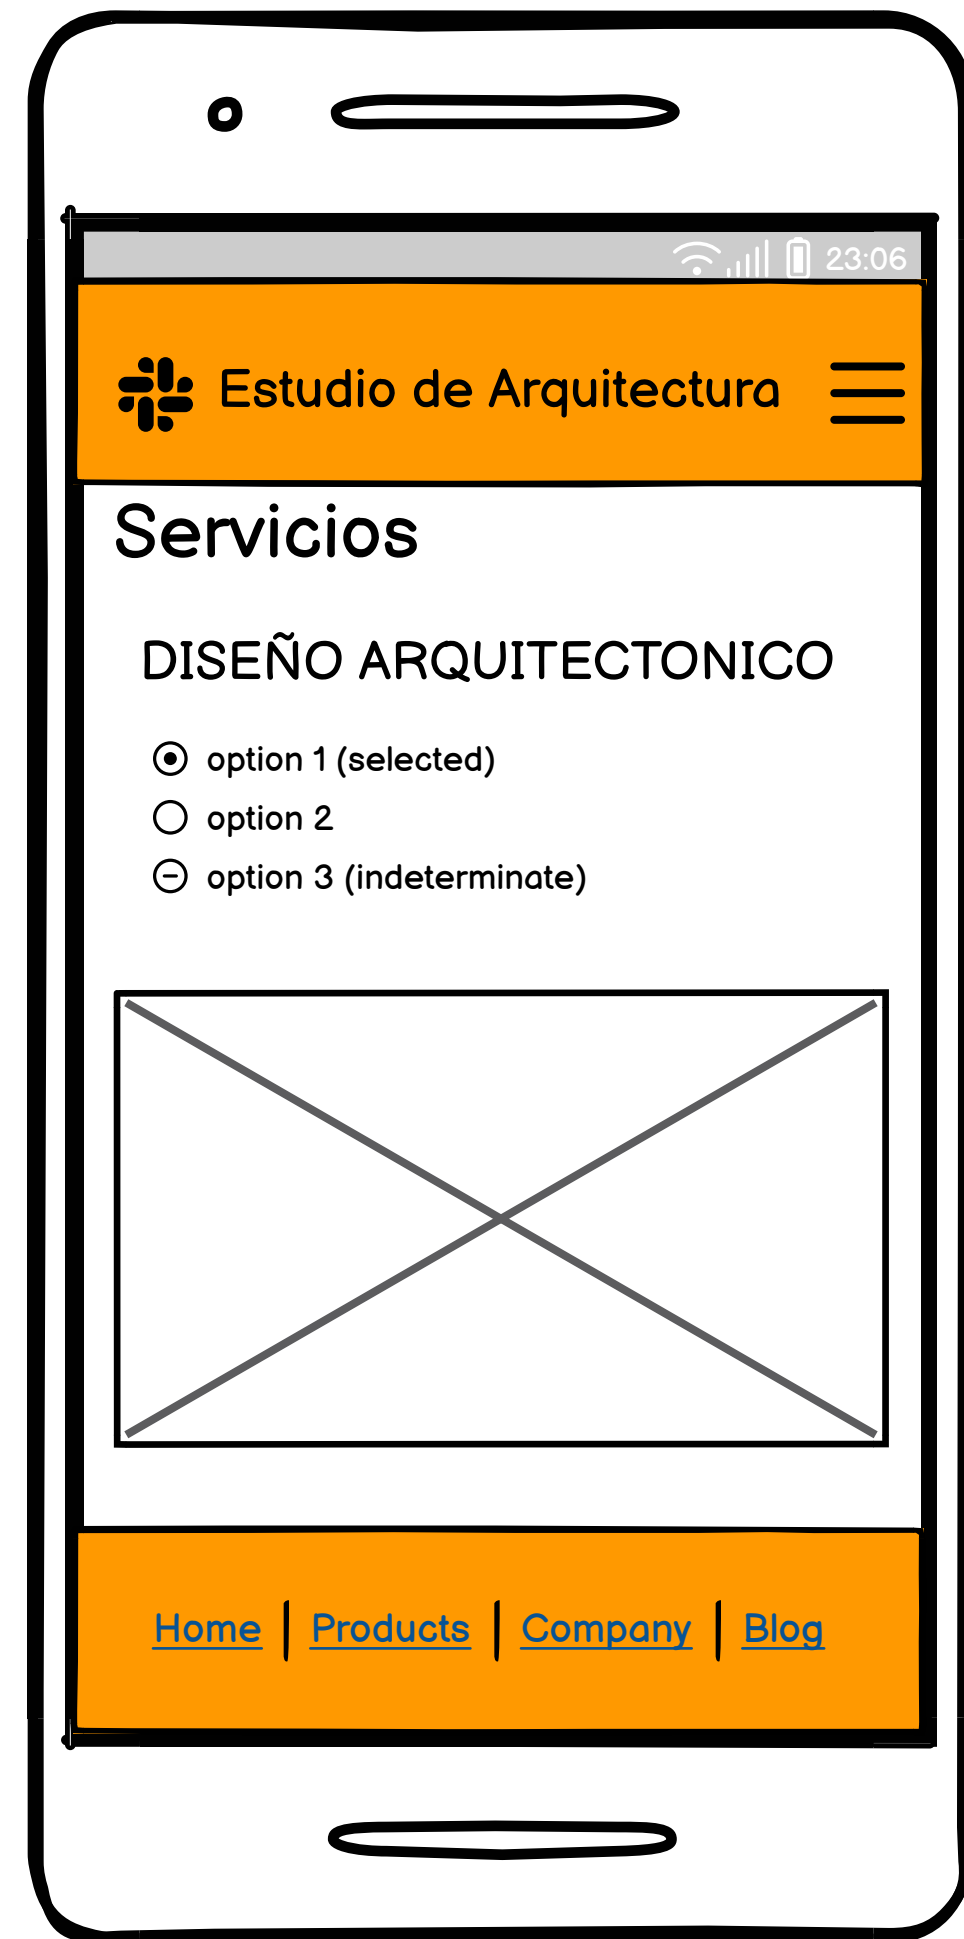 23:06
Estudio de Arquitectura
Servicios
DISEÑO ARQUITECTONICO
option 1 (selected)
option 2
option 3 (indeterminate)
Home | Products | Company | Blog